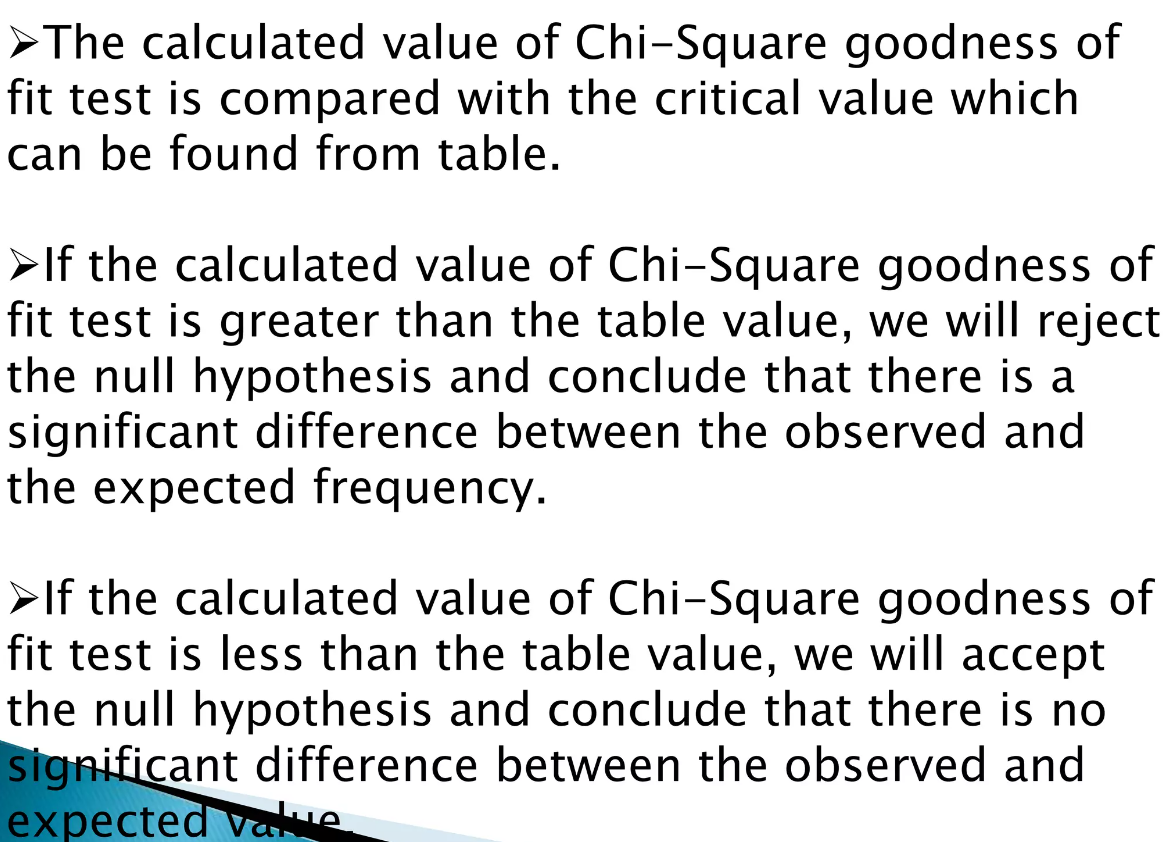 ➢The calculated value of Chi-Square goodness of
fit test is compared with the critical value which
can be found from table.
➢If the calculated value of Chi-Square goodness of
fit test is greater than the table value, we will reject
the null hypothesis and conclude that there is a
significant difference between the observed and
the expected frequency.
➢If the calculated value of Chi-Square goodness of
fit test is less than the table value, we will accept
the null hypothesis and conclude that there is no
significant difference between the observed and
expected value.